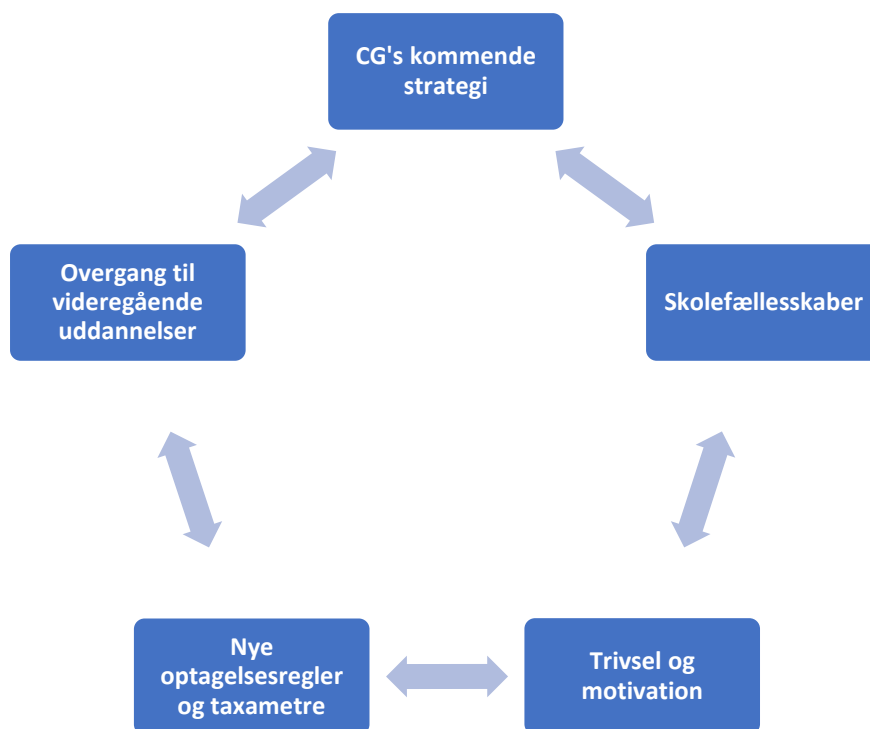 CG's kommende
strategi
Overgang til
videregående
uddannelser
Skolefællesskaber
Nye
optagelsesregler
og taxametre
Trivsel og
motivation